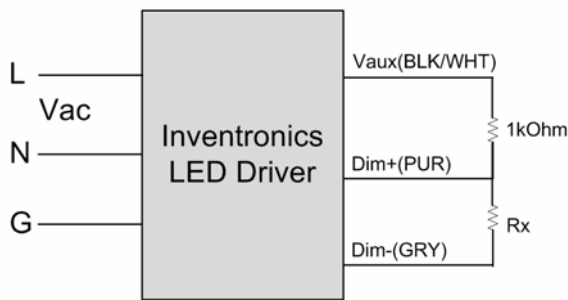 L
Vac
N
G
Inventronics
LED Driver
Vaux(BLK/WHT)
1kOhm
Dim+(PUR)
Rx
Dim-(GRY)